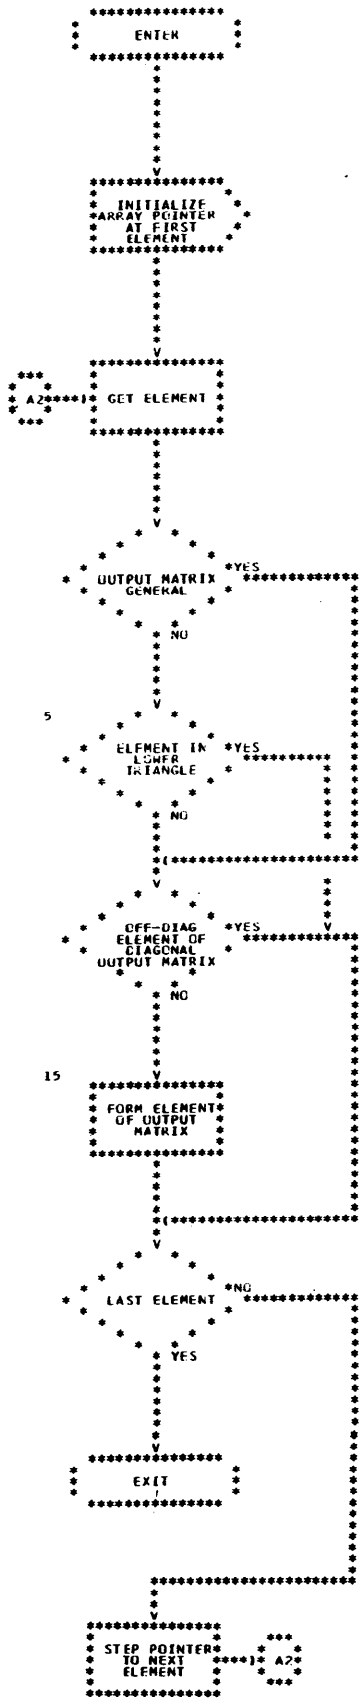 ENTER
INITIALIZE
ARRAY POINTER
AT FIRST
ELEMENT
A2
GET ELEMENT
YES
OUTPUT MATRIX
GENERAL
NO
5
ELEMENT IN
YES
LOWER
TRIANGLE
NO
OFF-DIAG
YES
ELEMENT OF
DIAGONAL
OUTPUT MATRIX
NO
15
FORM ELEMENT
OF OUTPUT
MATRIX
NO
LAST ELEMENT
YES
EXIT
STEP POINTER
TO NEXT
ELEMENT
A2